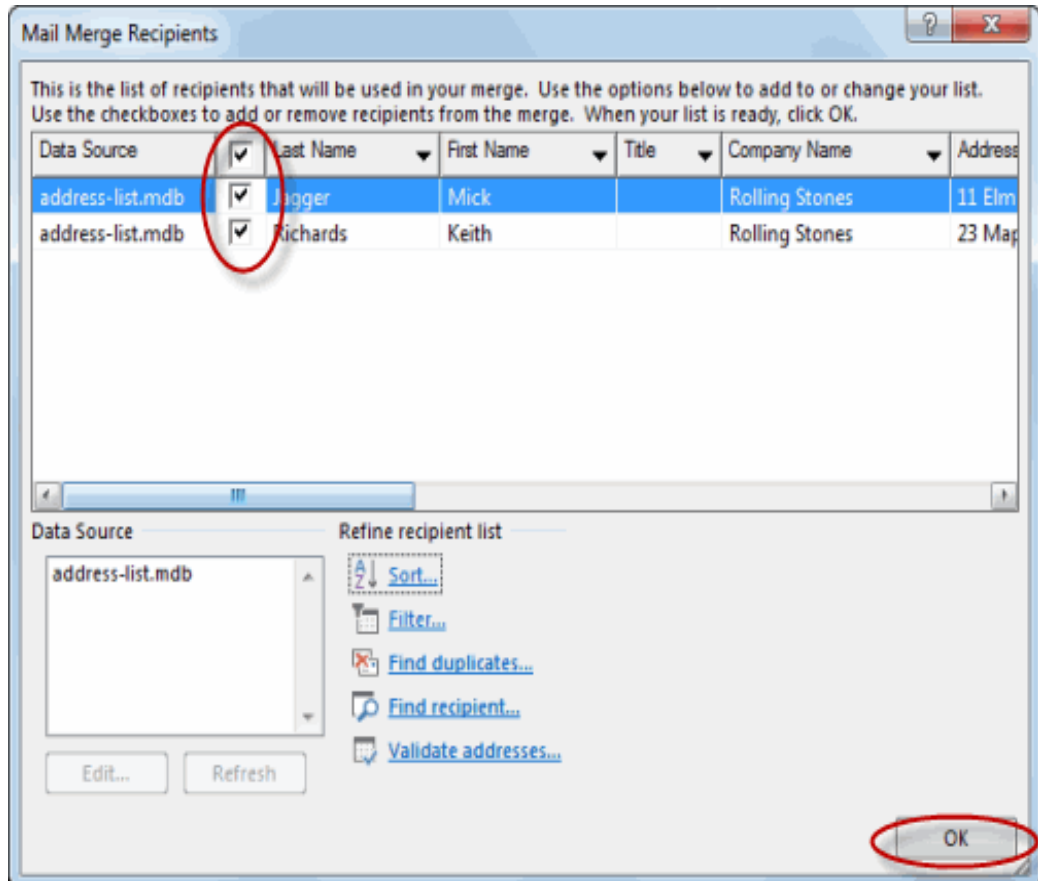 Mail Merge Recipients
This is the list of recipients that will be used in your merge. Use the options below to add to or change your list.
Use the checkboxes to add or remove recipients from the merge. When your list is ready, click OK.
Data Source Last Name First Name Title Company Name Address
address-list.mdb Jagger Mick Rolling Stones 11 Elm
address-list.mdb Richards Keith Rolling Stones 23 Map
Data Source Refine recipient list
address-list.mdb
Sort...
Filter...
Find duplicates...
Find recipient...
Validate addresses...
Edit... Refresh
OK